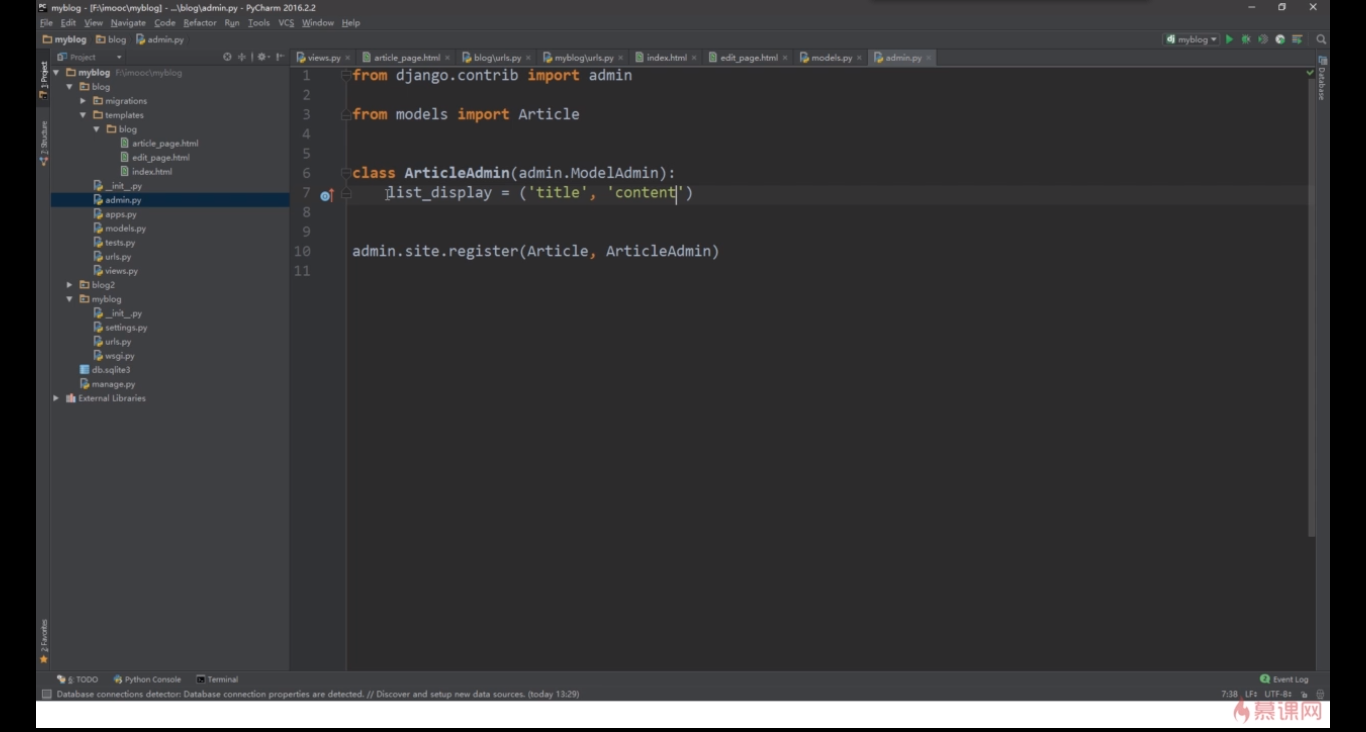 myblog - [F:\imooc\myblog] - ...\blog\admin.py - PyCharm 2016.2.2
File Edit View Navigate Code Refactor Run Tools VCS Window Help
myblog blog admin.py
myblog
Project
views.py article_page.html blog\urls.py myblog\urls.py index.html edit_page.html models.py admin.py
1: Project
2: Structure
2: Favorites
Database
myblog F:\imooc\myblog
blog
migrations
templates
blog
article_page.html
edit_page.html
index.html
__init__.py
admin.py
apps.py
models.py
tests.py
urls.py
views.py
blog2
myblog
__init__.py
settings.py
urls.py
wsgi.py
db.sqlite3
manage.py
External Libraries
1 from django.contrib import admin
2
3 from models import Article
4
5
6 class ArticleAdmin(admin.ModelAdmin):
7 list_display = ('title', 'content')
8
9
10 admin.site.register(Article, ArticleAdmin)
11
6: TODO Python Console Terminal
Event Log
Database connections detector: Database connection properties are detected. // Discover and setup new data sources. (today 13:29)
7:38 LF÷ UTF-8÷
慕课网